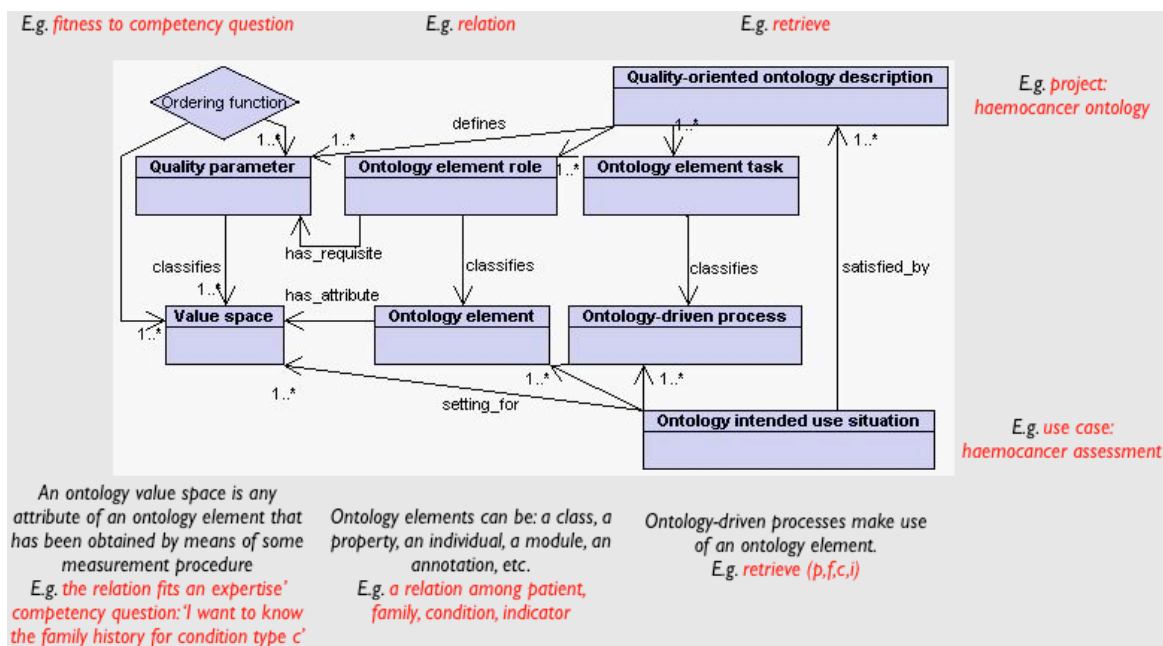 E.g. fitness to competency question
E.g. relation
E.g. retrieve
Quality-oriented ontology description
E.g. project:
haemocancer ontology
Ordering function
defines
1..*
1..*
1..*
1..*
Quality parameter
Ontology element role
Ontology element task
has_requisite
classifies
classifies
classifies
satisfied_by
1..*
has_attribute
Value space
Ontology element
Ontology-driven process
1..*
1..*
1..*
1..*
setting_for
Ontology intended use situation
E.g. use case:
haemocancer assessment
1..*
An ontology value space is any
attribute of an ontology element that
has been obtained by means of some
measurement procedure
E.g. the relation fits an expertise’
competency question: ‘I want to know
the family history for condition type c’
Ontology elements can be: a class, a
property, an individual, a module, an
annotation, etc.
E.g. a relation among patient,
family, condition, indicator
Ontology-driven processes make use
of an ontology element.
E.g. retrieve (p,f,c,i)